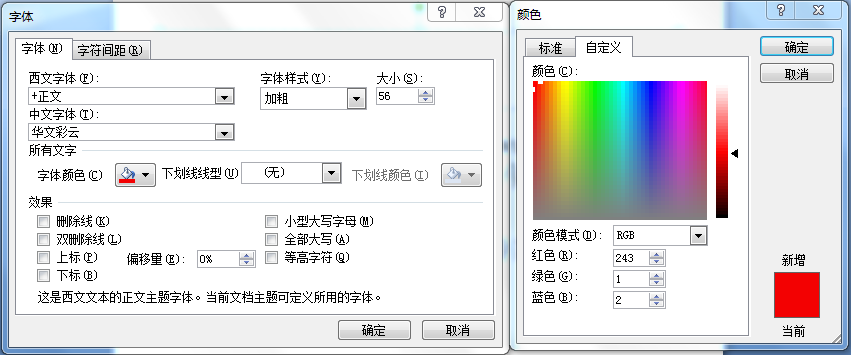 字体
字体(N)
字符间距(R)
西文字体(F):
字体样式(Y):
大小(S):
+正文
加粗
56
中文字体(T):
华文彩云
所有文字
字体颜色(C)
下划线线型(U)
(无)
下划线颜色(I)
效果
删除线(K)
小型大写字母(M)
双删除线(L)
全部大写(A)
上标(P)
偏移量(E):
0%
等高字符(Q)
下标(B)
这是西文文本的正文主题字体。当前文档主题可定义所用的字体。
确定
取消
颜色
标准
自定义
确定
取消
颜色(C):
颜色模式(D):
RGB
红色(R):
243
绿色(G):
1
蓝色(B):
2
新增
当前